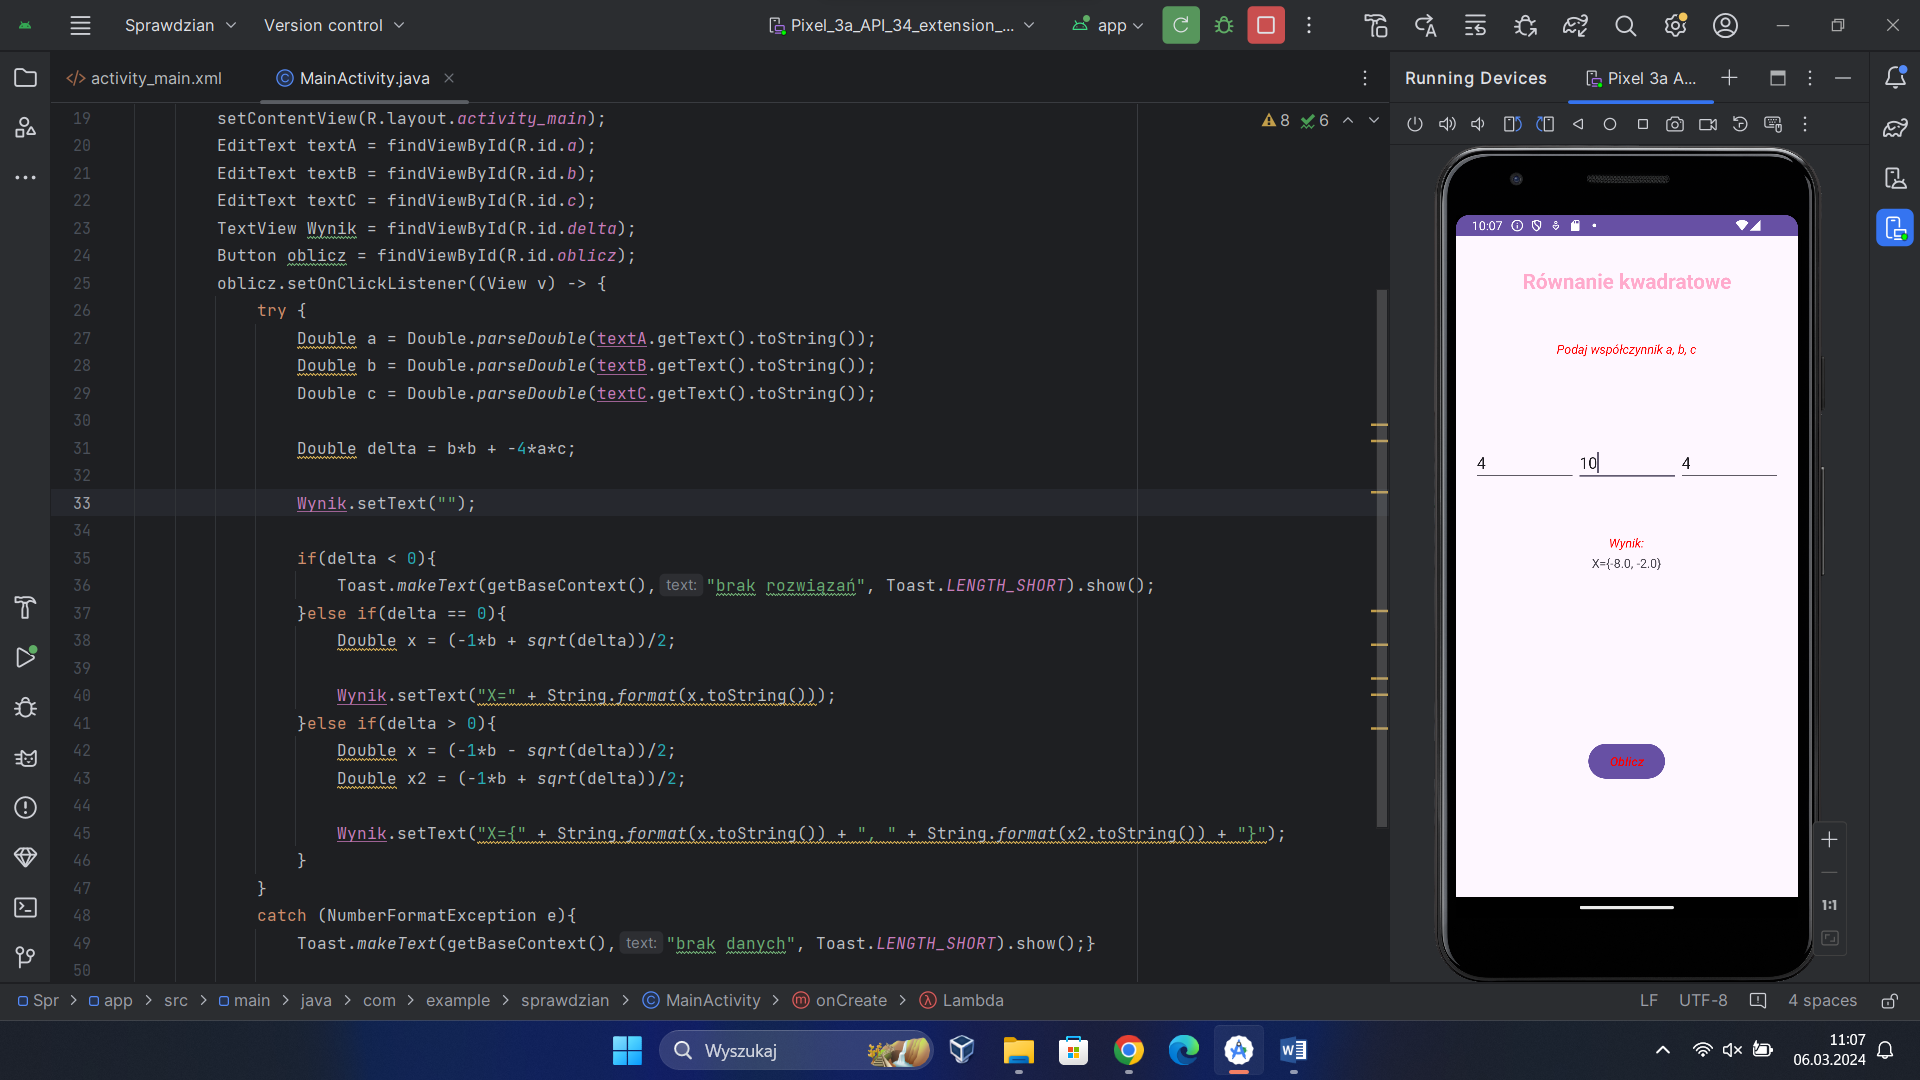 Sprawdzian
Version control
Pixel_3a_API_34_extension_...
app
activity_main.xml
MainActivity.java
8
6
19 setContentView(R.layout.activity_main);
20 EditText textA = findViewById(R.id.a);
21 EditText textB = findViewById(R.id.b);
22 EditText textC = findViewById(R.id.c);
23 TextView Wynik = findViewById(R.id.delta);
24 Button oblicz = findViewById(R.id.oblicz);
25 oblicz.setOnClickListener((View v) -> {
26 try {
27 Double a = Double.parseDouble(textA.getText().toString());
28 Double b = Double.parseDouble(textB.getText().toString());
29 Double c = Double.parseDouble(textC.getText().toString());
30
31 Double delta = b*b + -4*a*c;
32
33 Wynik.setText("");
34
35 if(delta < 0){
36 Toast.makeText(getBaseContext(), text: "brak rozwiązań", Toast.LENGTH_SHORT).show();
37 }else if(delta == 0){
38 Double x = (-1*b + sqrt(delta))/2;
39
40 Wynik.setText("X=" + String.format(x.toString()));
41 }else if(delta > 0){
42 Double x = (-1*b - sqrt(delta))/2;
43 Double x2 = (-1*b + sqrt(delta))/2;
44
45 Wynik.setText("X={" + String.format(x.toString()) + ", " + String.format(x2.toString()) + "}");
46 }
47 }
48 catch (NumberFormatException e){
49 Toast.makeText(getBaseContext(), text: "brak danych", Toast.LENGTH_SHORT).show();}
50
Running Devices
Pixel 3a A...
10:07
Równanie kwadratowe
Podaj współczynnik a, b, c
4 10 4
Wynik:
X={-8.0, -2.0}
Oblicz
1:1
Spr > app > src > main > java > com > example > sprawdzian > MainActivity > onCreate > Lambda
LF UTF-8 4 spaces
Wyszukaj
11:07
06.03.2024